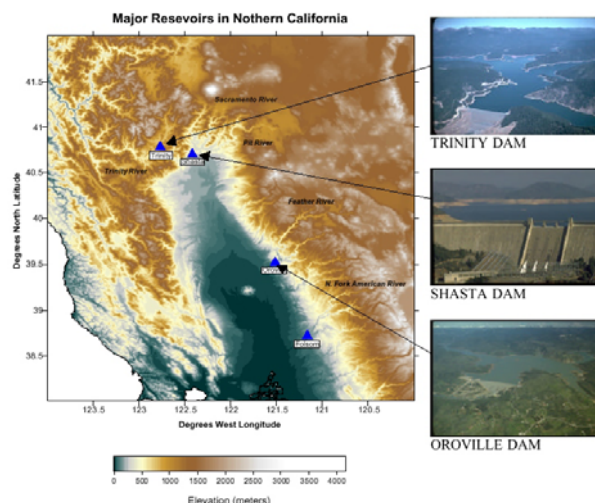 Major Resevoirs in Nothern California
41.5
41
40.5
40
39.5
39
38.5
Degrees North Latitude
Sacramento River
Pit River
Trinity River
Trinity
Shasta
Feather River
N. Fork American River
Folsom
123.5
123
122.5
122
121.5
121
120.5
Degrees West Longitude
0
500
1000
1500
2000
2500
3000
3500
4000
Elevation (meters)
TRINITY DAM
SHASTA DAM
OROVILLE DAM